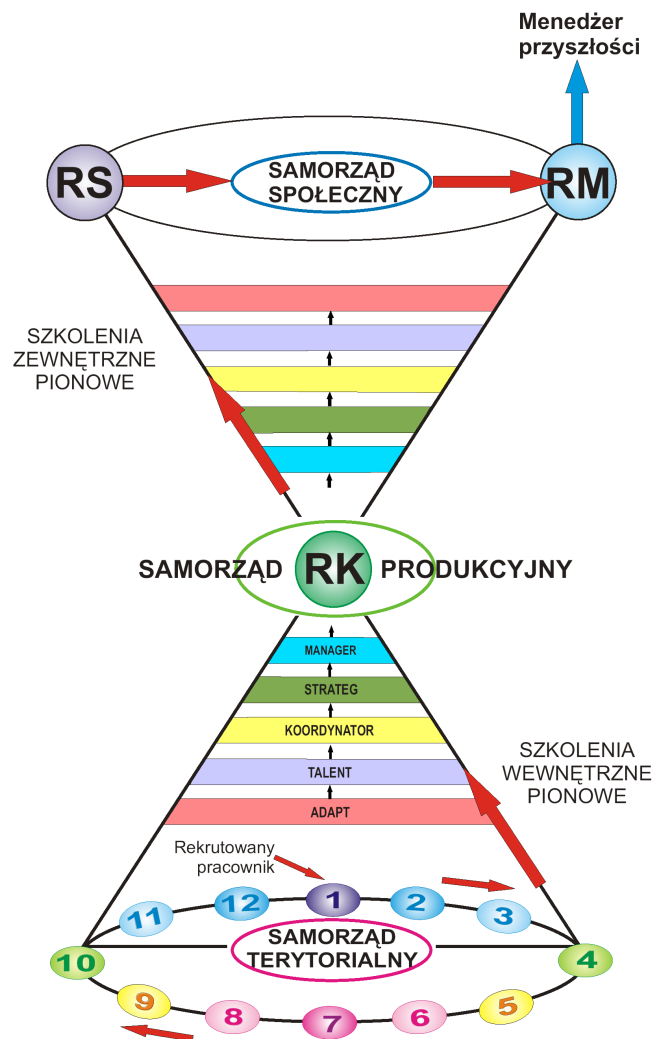 Menedżer
przyszłości
RS
SAMORZĄD
SPOŁECZNY
RM
SZKOLENIA
ZEWNĘTRZNE
PIONOWE
SAMORZĄD RK PRODUKCYJNY
MANAGER
STRATEG
KOORDYNATOR
TALENT
ADAPT
SZKOLENIA
WEWNĘTRZNE
PIONOWE
Rekrutowany
pracownik
1
2
3
4
5
6
7
8
9
10
11
12
SAMORZĄD
TERYTORIALNY